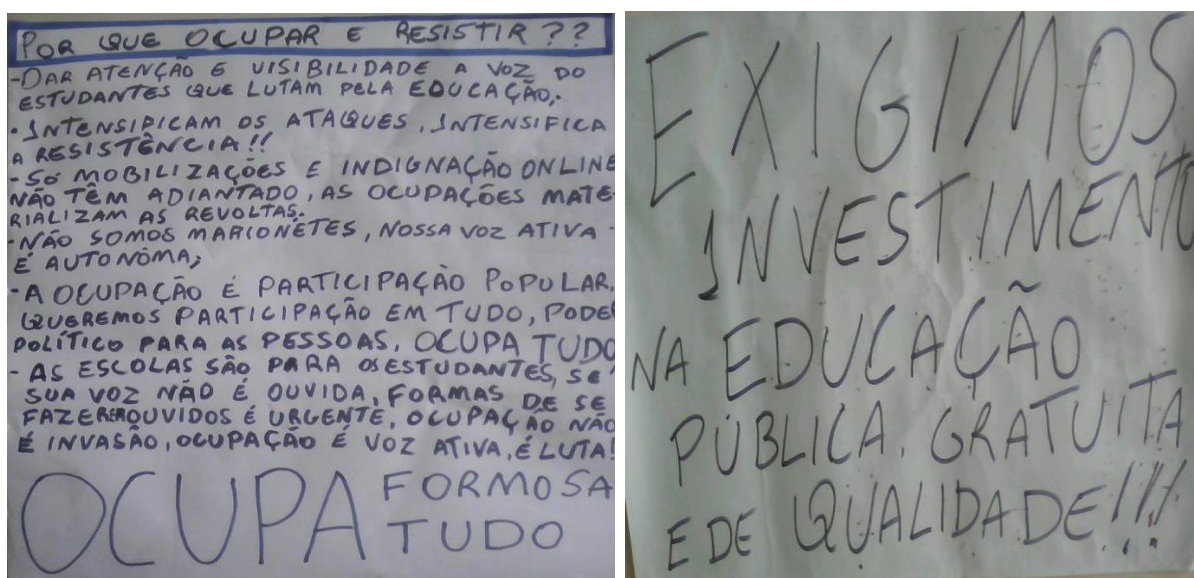 POR QUE OCUPAR E RESISTIR??
-DAR ATENÇÃO E VISIBILIDADE A VOZ DO
ESTUDANTES QUE LUTAM PELA EDUCAÇÃO;
• INTENSIFICAM OS ATAQUES, INTENSIFICA
A RESISTÊNCIA!!
-SÓ MOBILIZAÇÕES E INDIGNAÇÃO ONLINE
NÃO TÊM ADIANTADO, AS OCUPAÇÕES MATE-
RIALIZAM AS REVOLTAS.
-NÃO SOMOS MARIONÉTES, NOSSA VOZ ATIVA
É AUTONÔMA;
-A OCUPAÇÃO É PARTICIPAÇÃO POPULAR,
QUEREMOS PARTICIPAÇÃO EM TUDO, PODE
POLÍTICO PARA AS PESSOAS, OCUPA TUDO
- AS ESCOLAS SÃO PARA OS ESTUDANTES, SE
SUA VOZ NÃO É OUVIDA, FORMAS DE SE
FAZEREM OUVIDOS É URGENTE, OCUPAÇÃO NÃO
É INVASÃO, OCUPAÇÃO É VOZ ATIVA, É LUTA!
OCUPA FORMOSA
TUDO
EXIGIMOS
INVESTIMENTO
NA EDUCAÇÃO
PÚBLICA, GRATUITA
E DE QUALIDADE!!!